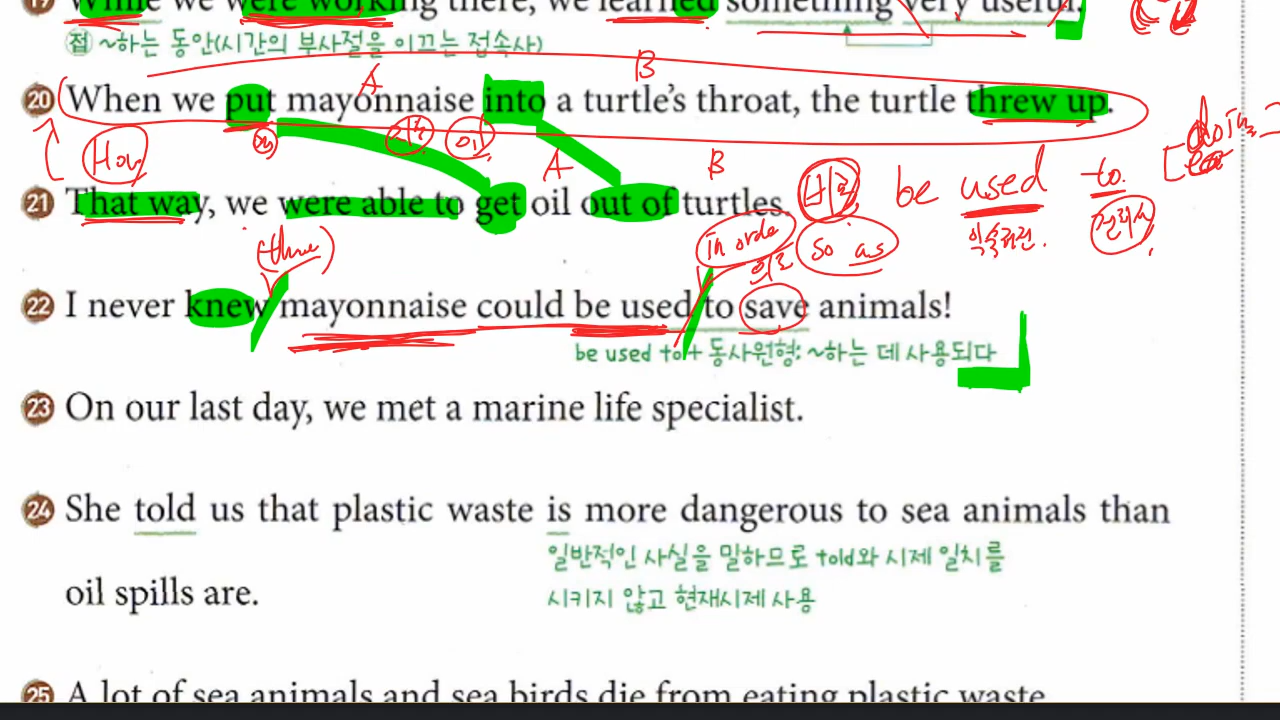 19 While we were working there, we learned something very useful.
접 ~하는 동안(시간의 부사절을 이끄는 접속사)
A B
20 When we put mayonnaise into a turtle's throat, the turtle threw up.
How A B
21 That way, we were able to get oil out of turtles. be used to
in order so as
22 I never knew mayonnaise could be used to save animals!
be used to + 동사원형: ~하는 데 사용되다
23 On our last day, we met a marine life specialist.
24 She told us that plastic waste is more dangerous to sea animals than
일반적인 사실을 말하므로 told와 시제 일치를
oil spills are.
시키지 않고 현재시제 사용
25 A lot of sea animals and sea birds die from eating plastic waste